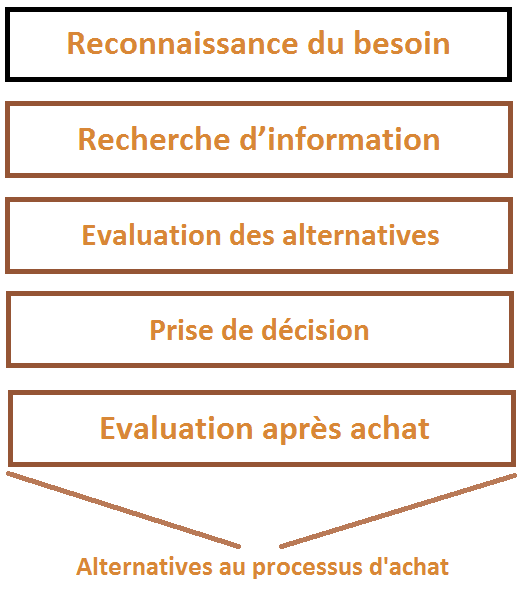 Reconnaissance du besoin
Recherche d’information
Evaluation des alternatives
Prise de décision
Evaluation après achat
Alternatives au processus d'achat